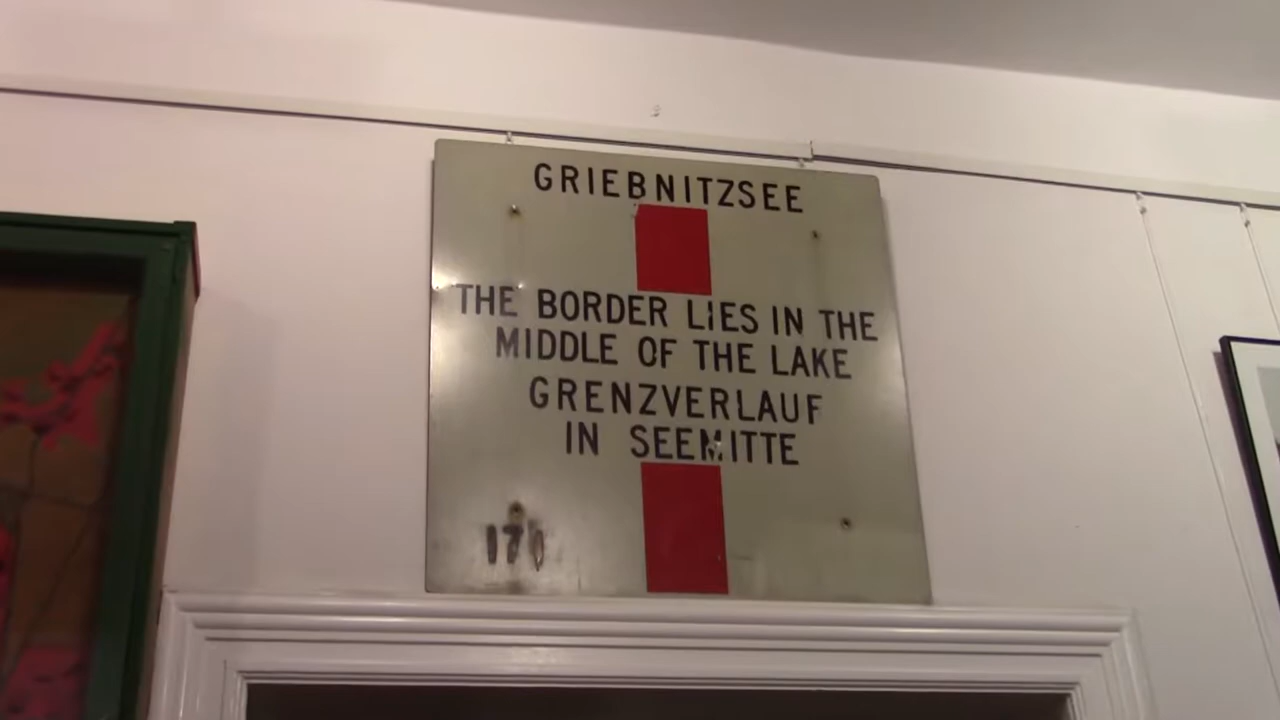 GRIEBNITZSEE
THE BORDER LIES IN THE
MIDDLE OF THE LAKE
GRENZVERLAUF
IN SEEMITTE